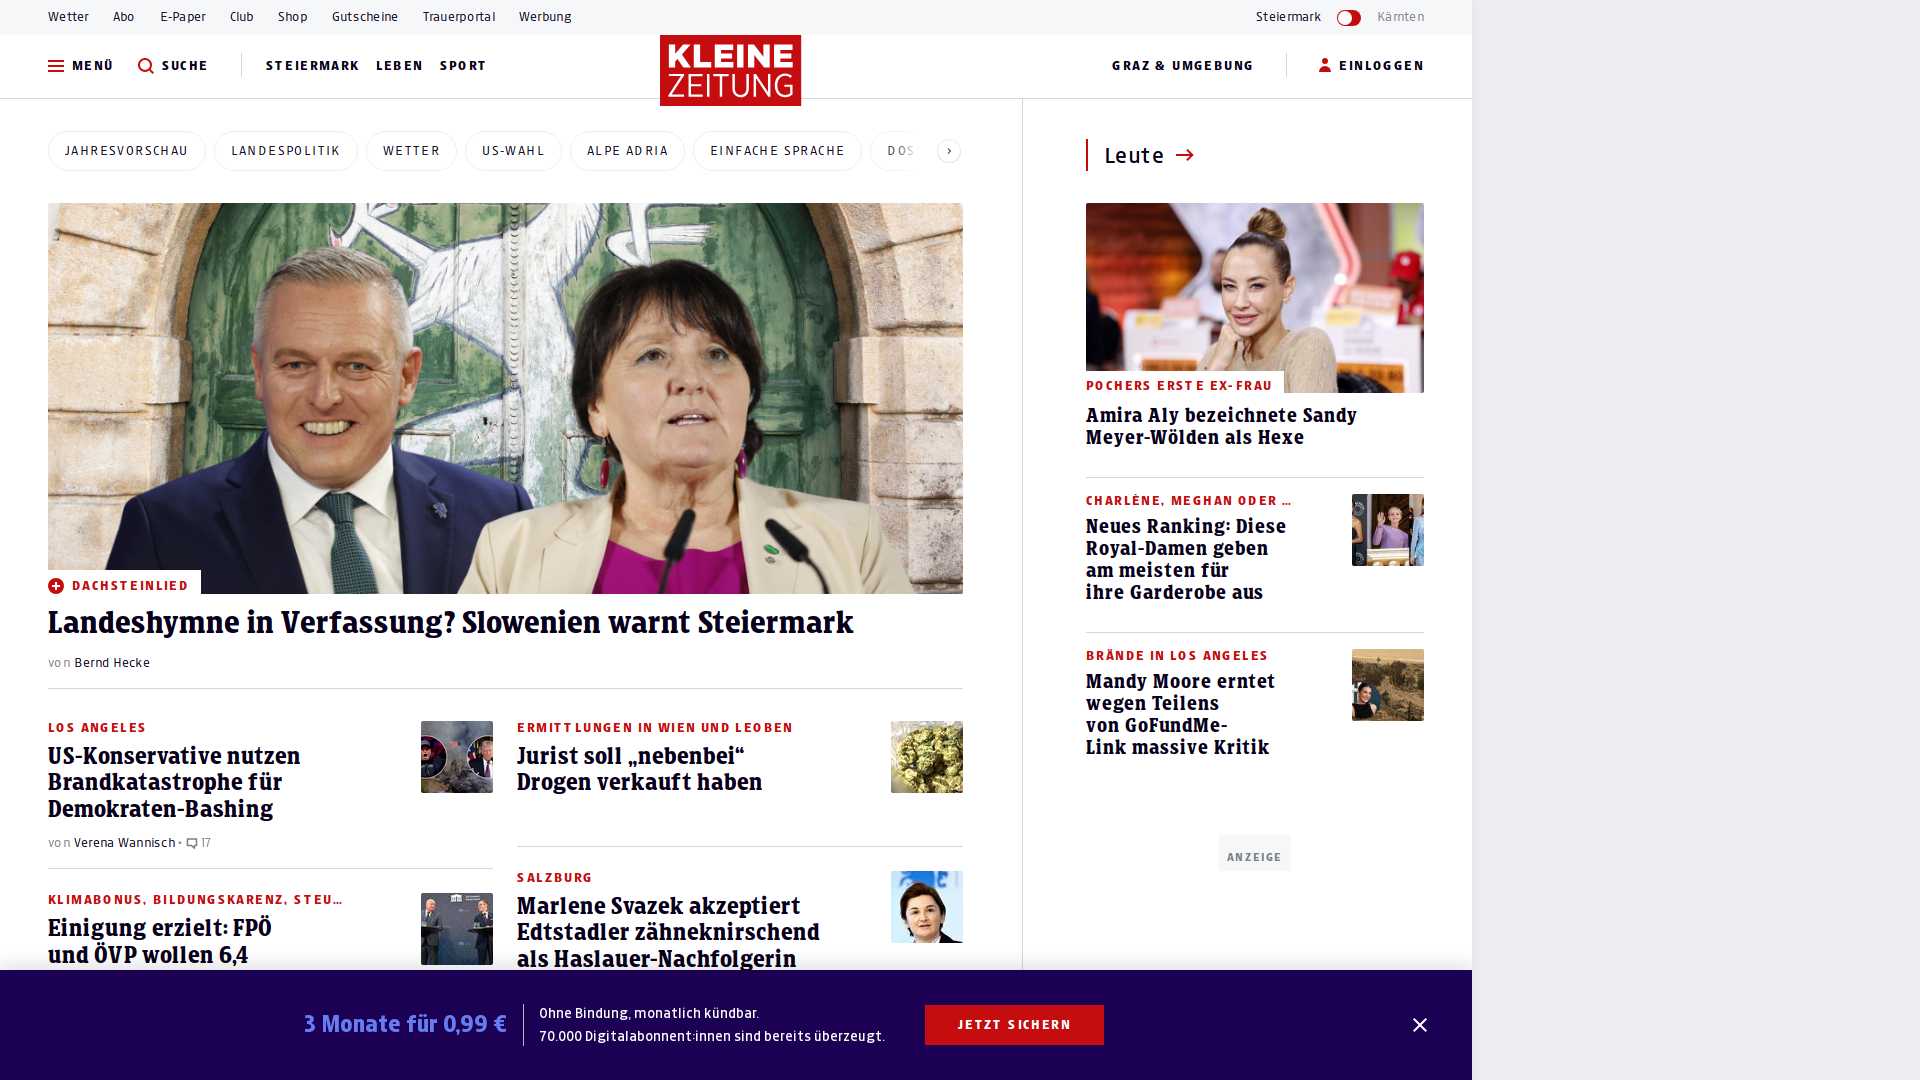 Wetter Abo E-Paper Club Shop Gutscheine Trauerportal Werbung Steiermark Kärnten
MENÜ SUCHE STEIERMARK LEBEN SPORT
KLEINE
ZEITUNG
GRAZ & UMGEBUNG EINLOGGEN
JAHRESVORSCHAU LANDESPOLITIK WETTER US-WAHL ALPE ADRIA EINFACHE SPRACHE DOS
DACHSTEINLIED
Landeshymne in Verfassung? Slowenien warnt Steiermark
von Bernd Hecke
LOS ANGELES
US-Konservative nutzen
Brandkatastrophe für
Demokraten-Bashing
von Verena Wannisch • 17
KLIMABONUS, BILDUNGSKARENZ, STEU…
Einigung erzielt: FPÖ
und ÖVP wollen 6,4
ERMITTLUNGEN IN WIEN UND LEOBEN
Jurist soll „nebenbei“
Drogen verkauft haben
SALZBURG
Marlene Svazek akzeptiert
Edtstadler zähneknirschend
als Haslauer-Nachfolgerin
Leute
POCHERS ERSTE EX-FRAU
Amira Aly bezeichnete Sandy
Meyer-Wölden als Hexe
CHARLÈNE, MEGHAN ODER …
Neues Ranking: Diese
Royal-Damen geben
am meisten für
ihre Garderobe aus
BRÄNDE IN LOS ANGELES
Mandy Moore erntet
wegen Teilens
von GoFundMe-
Link massive Kritik
ANZEIGE
3 Monate für 0,99 €
Ohne Bindung, monatlich kündbar.
70.000 Digitalabonnent:innen sind bereits überzeugt.
JETZT SICHERN